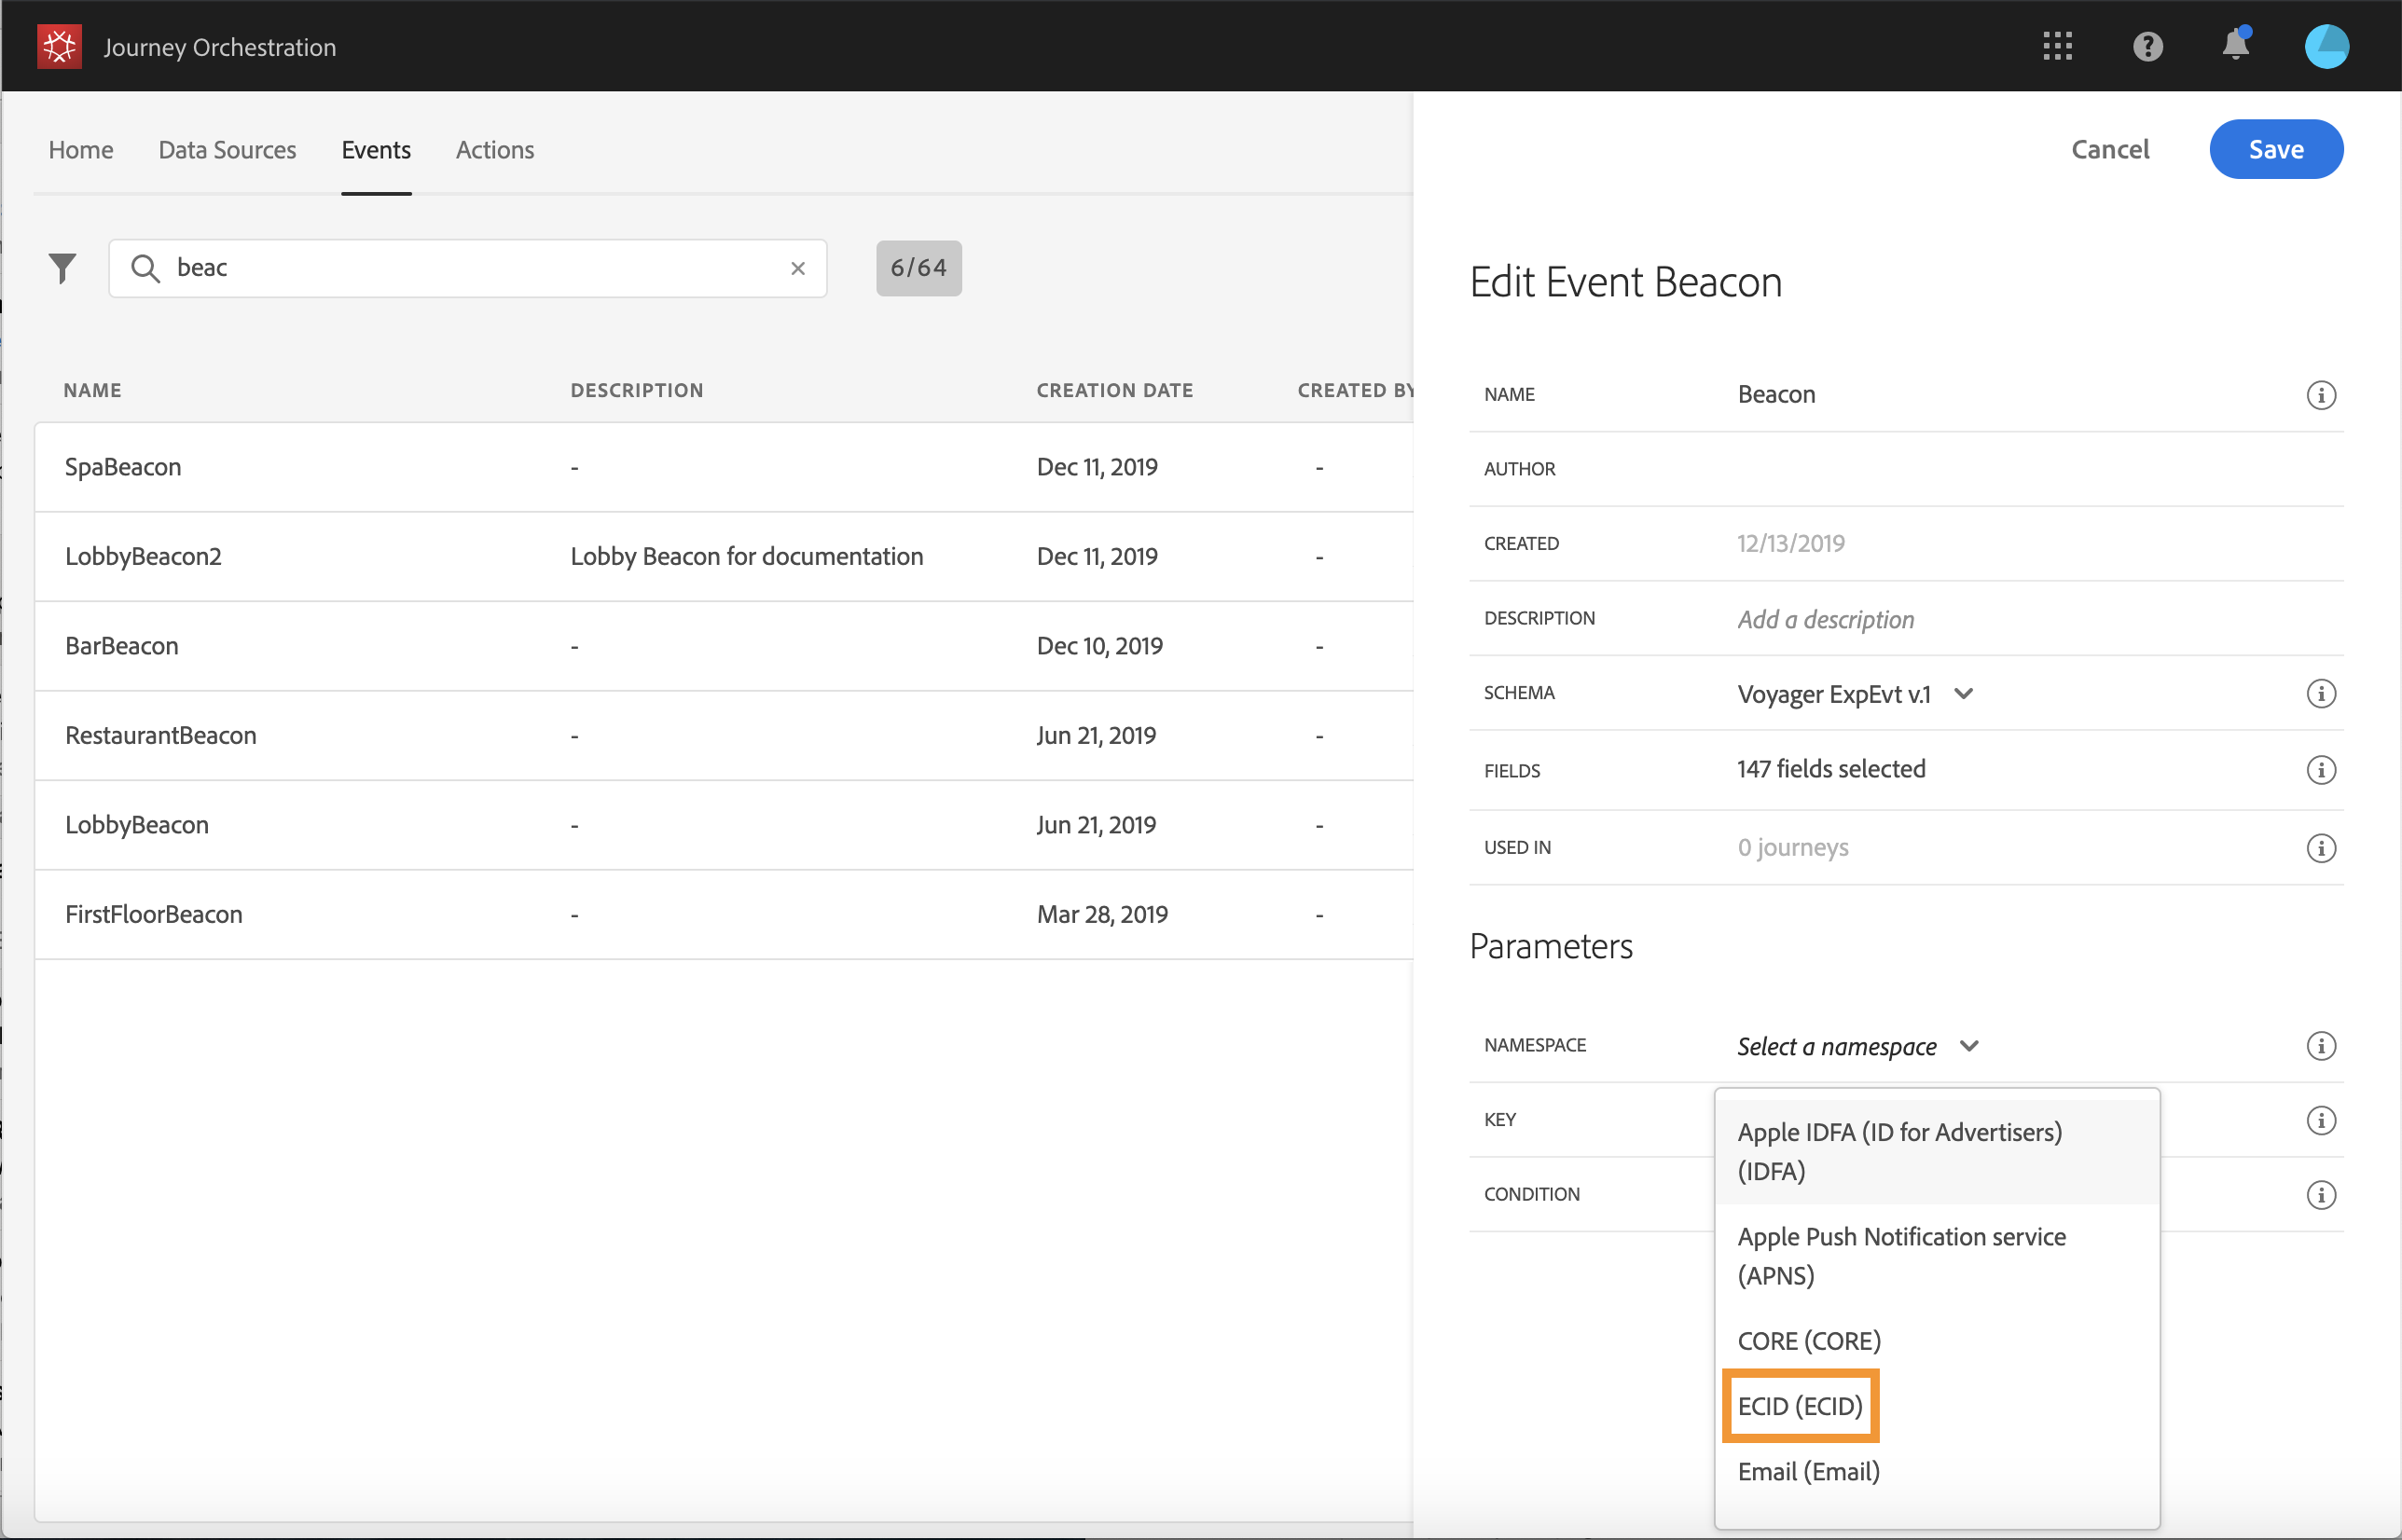 Journey Orchestration
Home Data Sources Events Actions
Cancel Save
beac
6/64
NAME DESCRIPTION CREATION DATE CREATED BY
SpaBeacon - Dec 11, 2019 -
LobbyBeacon2 Lobby Beacon for documentation Dec 11, 2019 -
BarBeacon - Dec 10, 2019 -
RestaurantBeacon - Jun 21, 2019 -
LobbyBeacon - Jun 21, 2019 -
FirstFloorBeacon - Mar 28, 2019 -
Edit Event Beacon
NAME Beacon
AUTHOR
CREATED 12/13/2019
DESCRIPTION Add a description
SCHEMA Voyager ExpEvt v.1
FIELDS 147 fields selected
USED IN 0 journeys
Parameters
NAMESPACE Select a namespace
KEY
CONDITION
Apple IDFA (ID for Advertisers)
(IDFA)
Apple Push Notification service
(APNS)
CORE (CORE)
ECID (ECID)
Email (Email)